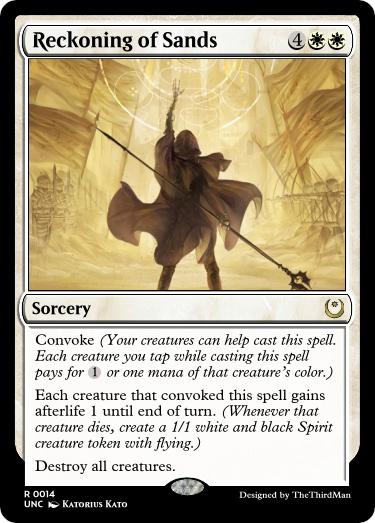 Reckoning of Sands 4
Sorcery
Convoke (Your creatures can help cast this spell.
Each creature you tap while casting this spell
pays for 1 or one mana of that creature's color.)
Each creature that convoked this spell gains
afterlife 1 until end of turn. (Whenever that
creature dies, create a 1/1 white and black Spirit
creature token with flying.)
Destroy all creatures.
R 0014
UNC Katorius Kato
Designed by TheThirdMan